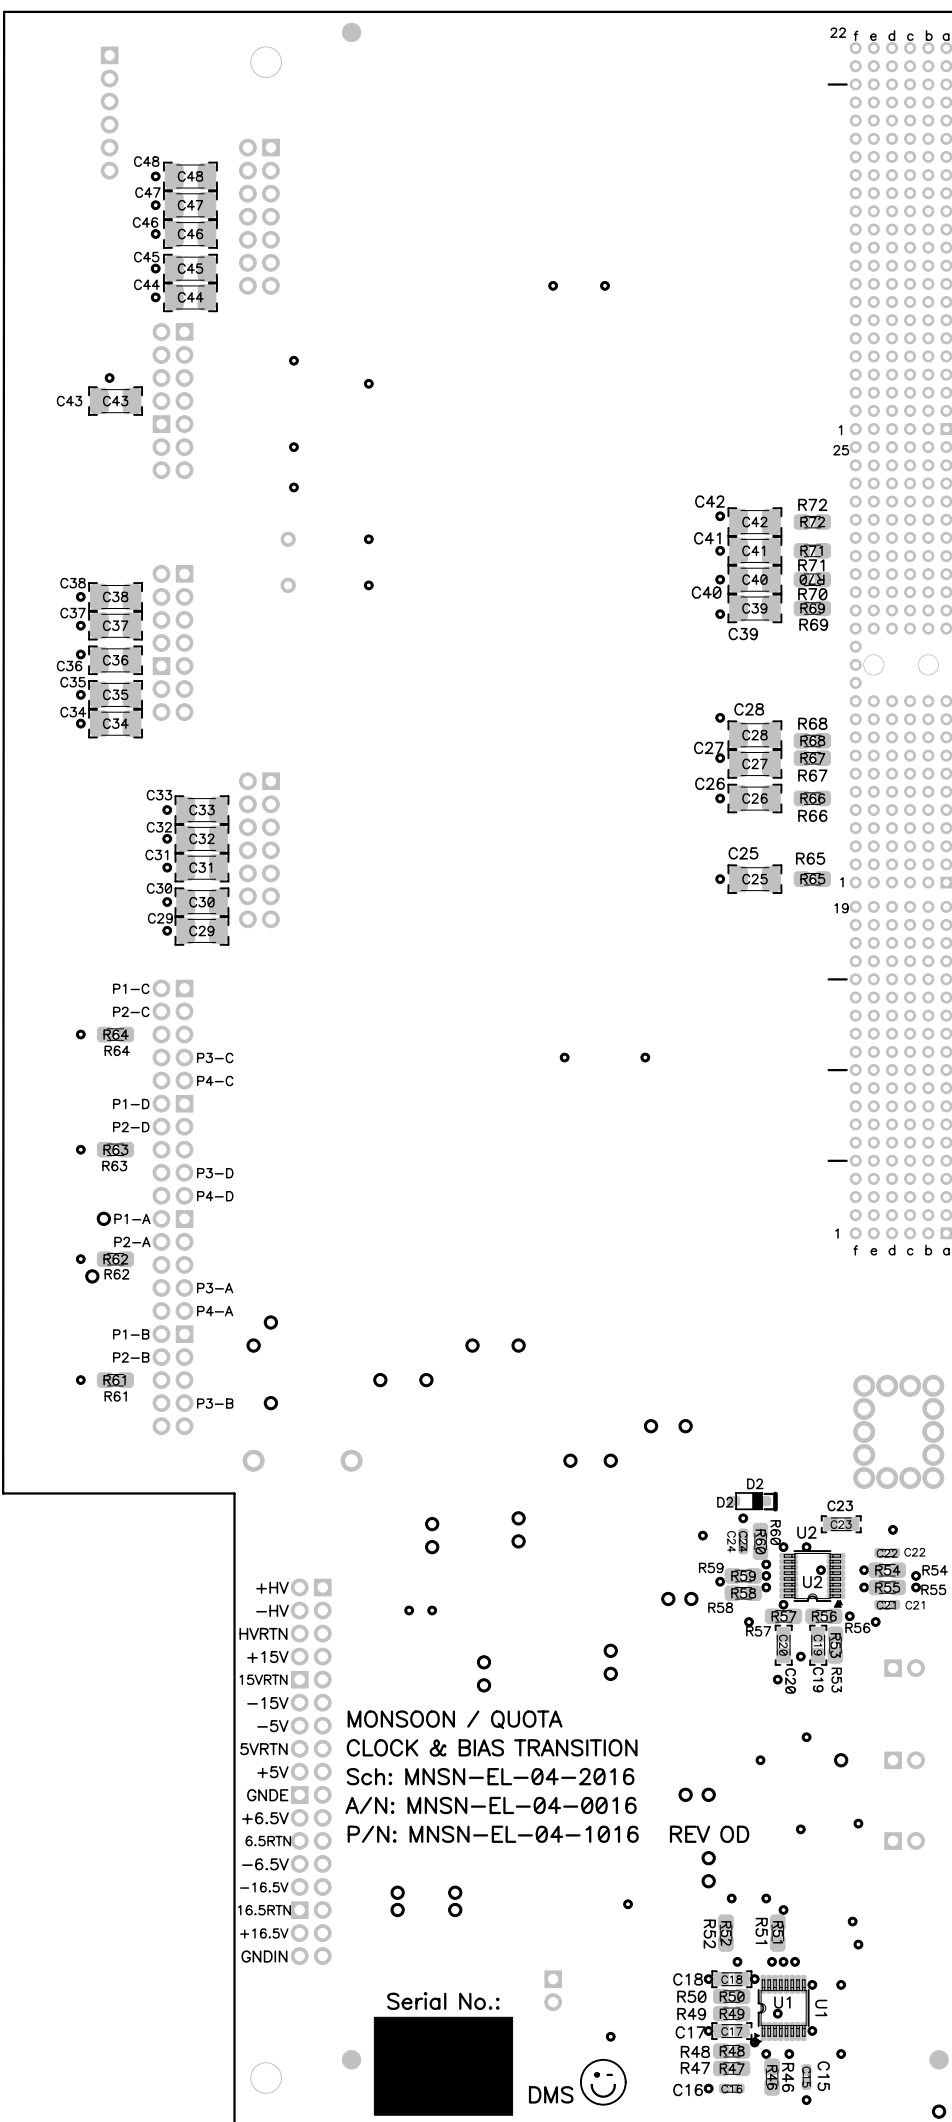 22 f e d c b a
C48 C48
C47 C47
C46 C46
C45 C45
C44 C44
C43 C43
1
25
C42 C42 R72 R72
C41 C41 R71 R71
C40 C40 R70 R70
C39 C39 R69 R69
C38 C38
C37 C37
C36 C36
C35 C35
C34 C34
C28 C28 R68 R68
C27 C27 R67 R67
C26 C26 R66 R66
C25 C25 R65 R65
1
19
C33 C33
C32 C32
C31 C31
C30 C30
C29 C29
P1-C
P2-C
R64
R64
P3-C
P4-C
P1-D
P2-D
R63
R63
P3-D
P4-D
P1-A
P2-A
R62
R62
P3-A
P4-A
1
f e d c b a
P1-B
P2-B
R61
R61
P3-B
D2
D2
C23
C23
U2
U2
R60
R60
C24
C24
R59 R59
R58 R58
C22 C22
R54 R54
R55 R55
C21 C21
R57 R57
R56 R56
C20 C20
C19 C19
R53 R53
+HV
-HV
HVRTN
+15V
15VRTN
-15V
-5V
5VRTN
+5V
GNDE
+6.5V
6.5RTN
-6.5V
-16.5V
16.5RTN
+16.5V
GNDIN
MONSOON / QUOTA
CLOCK & BIAS TRANSITION
Sch: MNSN-EL-04-2016
A/N: MNSN-EL-04-0016
P/N: MNSN-EL-04-1016 REV OD
R52 R52
R51 R51
C18 C18
R50 R50
R49 R49
C17 C17
R48 R48
R47 R47
C16 C16
U1 U1
R46 R46
C15 C15
Serial No.:
DMS